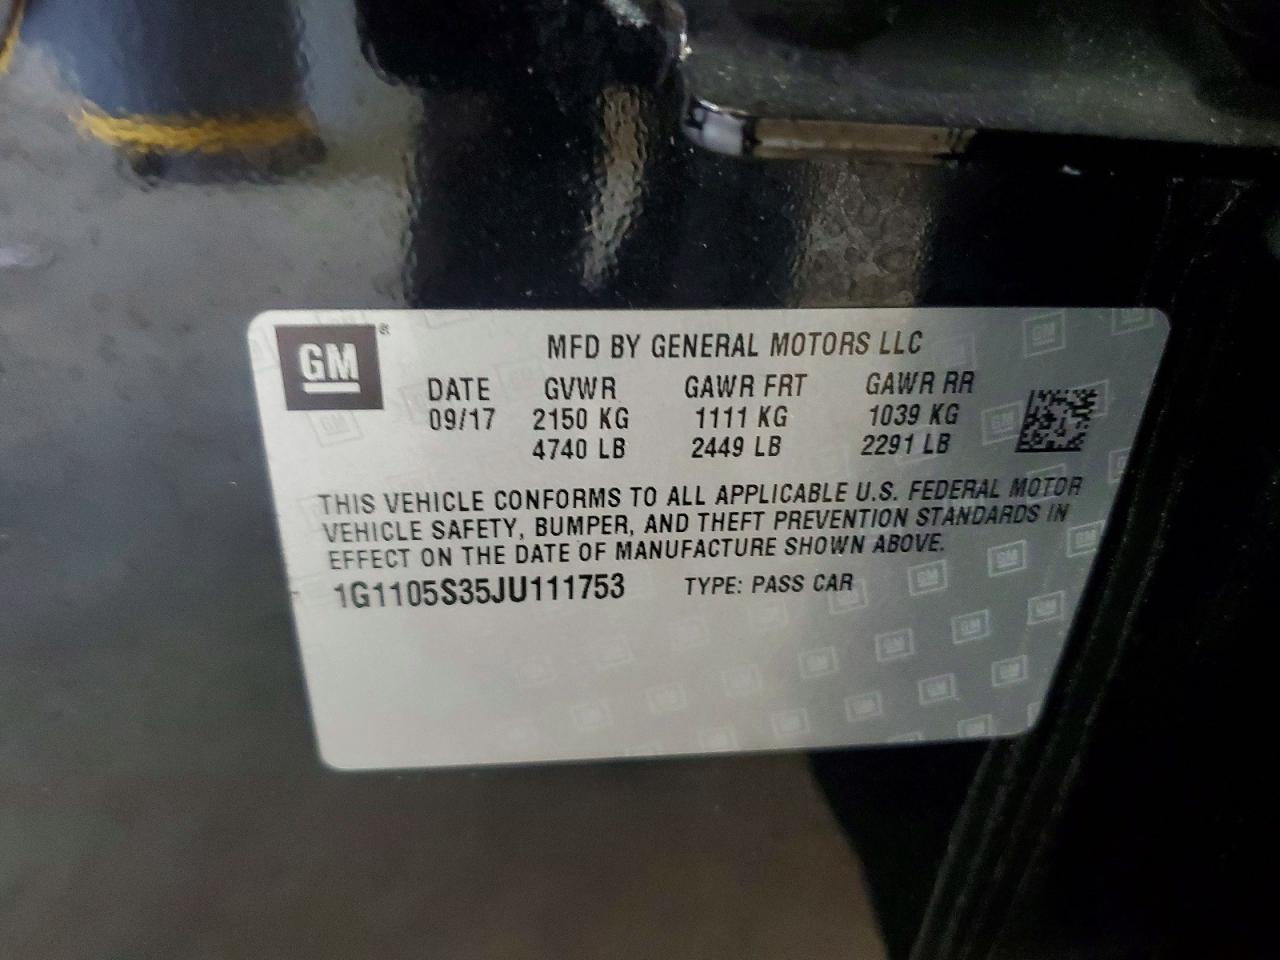 GM®
MFD BY GENERAL MOTORS LLC
DATE GVWR GAWR FRT GAWR RR
09/17 2150 KG 1111 KG 1039 KG
4740 LB 2449 LB 2291 LB
THIS VEHICLE CONFORMS TO ALL APPLICABLE U.S. FEDERAL MOTOR
VEHICLE SAFETY, BUMPER, AND THEFT PREVENTION STANDARDS IN
EFFECT ON THE DATE OF MANUFACTURE SHOWN ABOVE.
1G1105S35JU111753 TYPE: PASS CAR